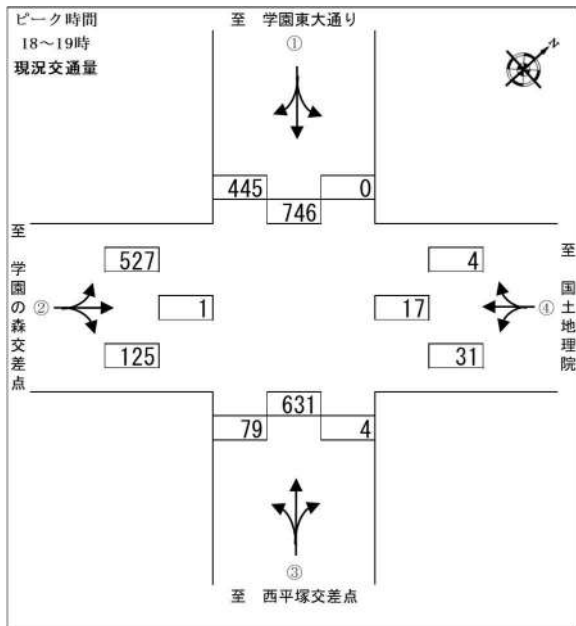 ピーク時間
18～19時
現況交通量
至 学園東大通り
①
N
445
746
0
至 学園の森交差点
②
527
1
125
4
17
31
④
至 国土地理院
631
79
4
③
至 西平塚交差点